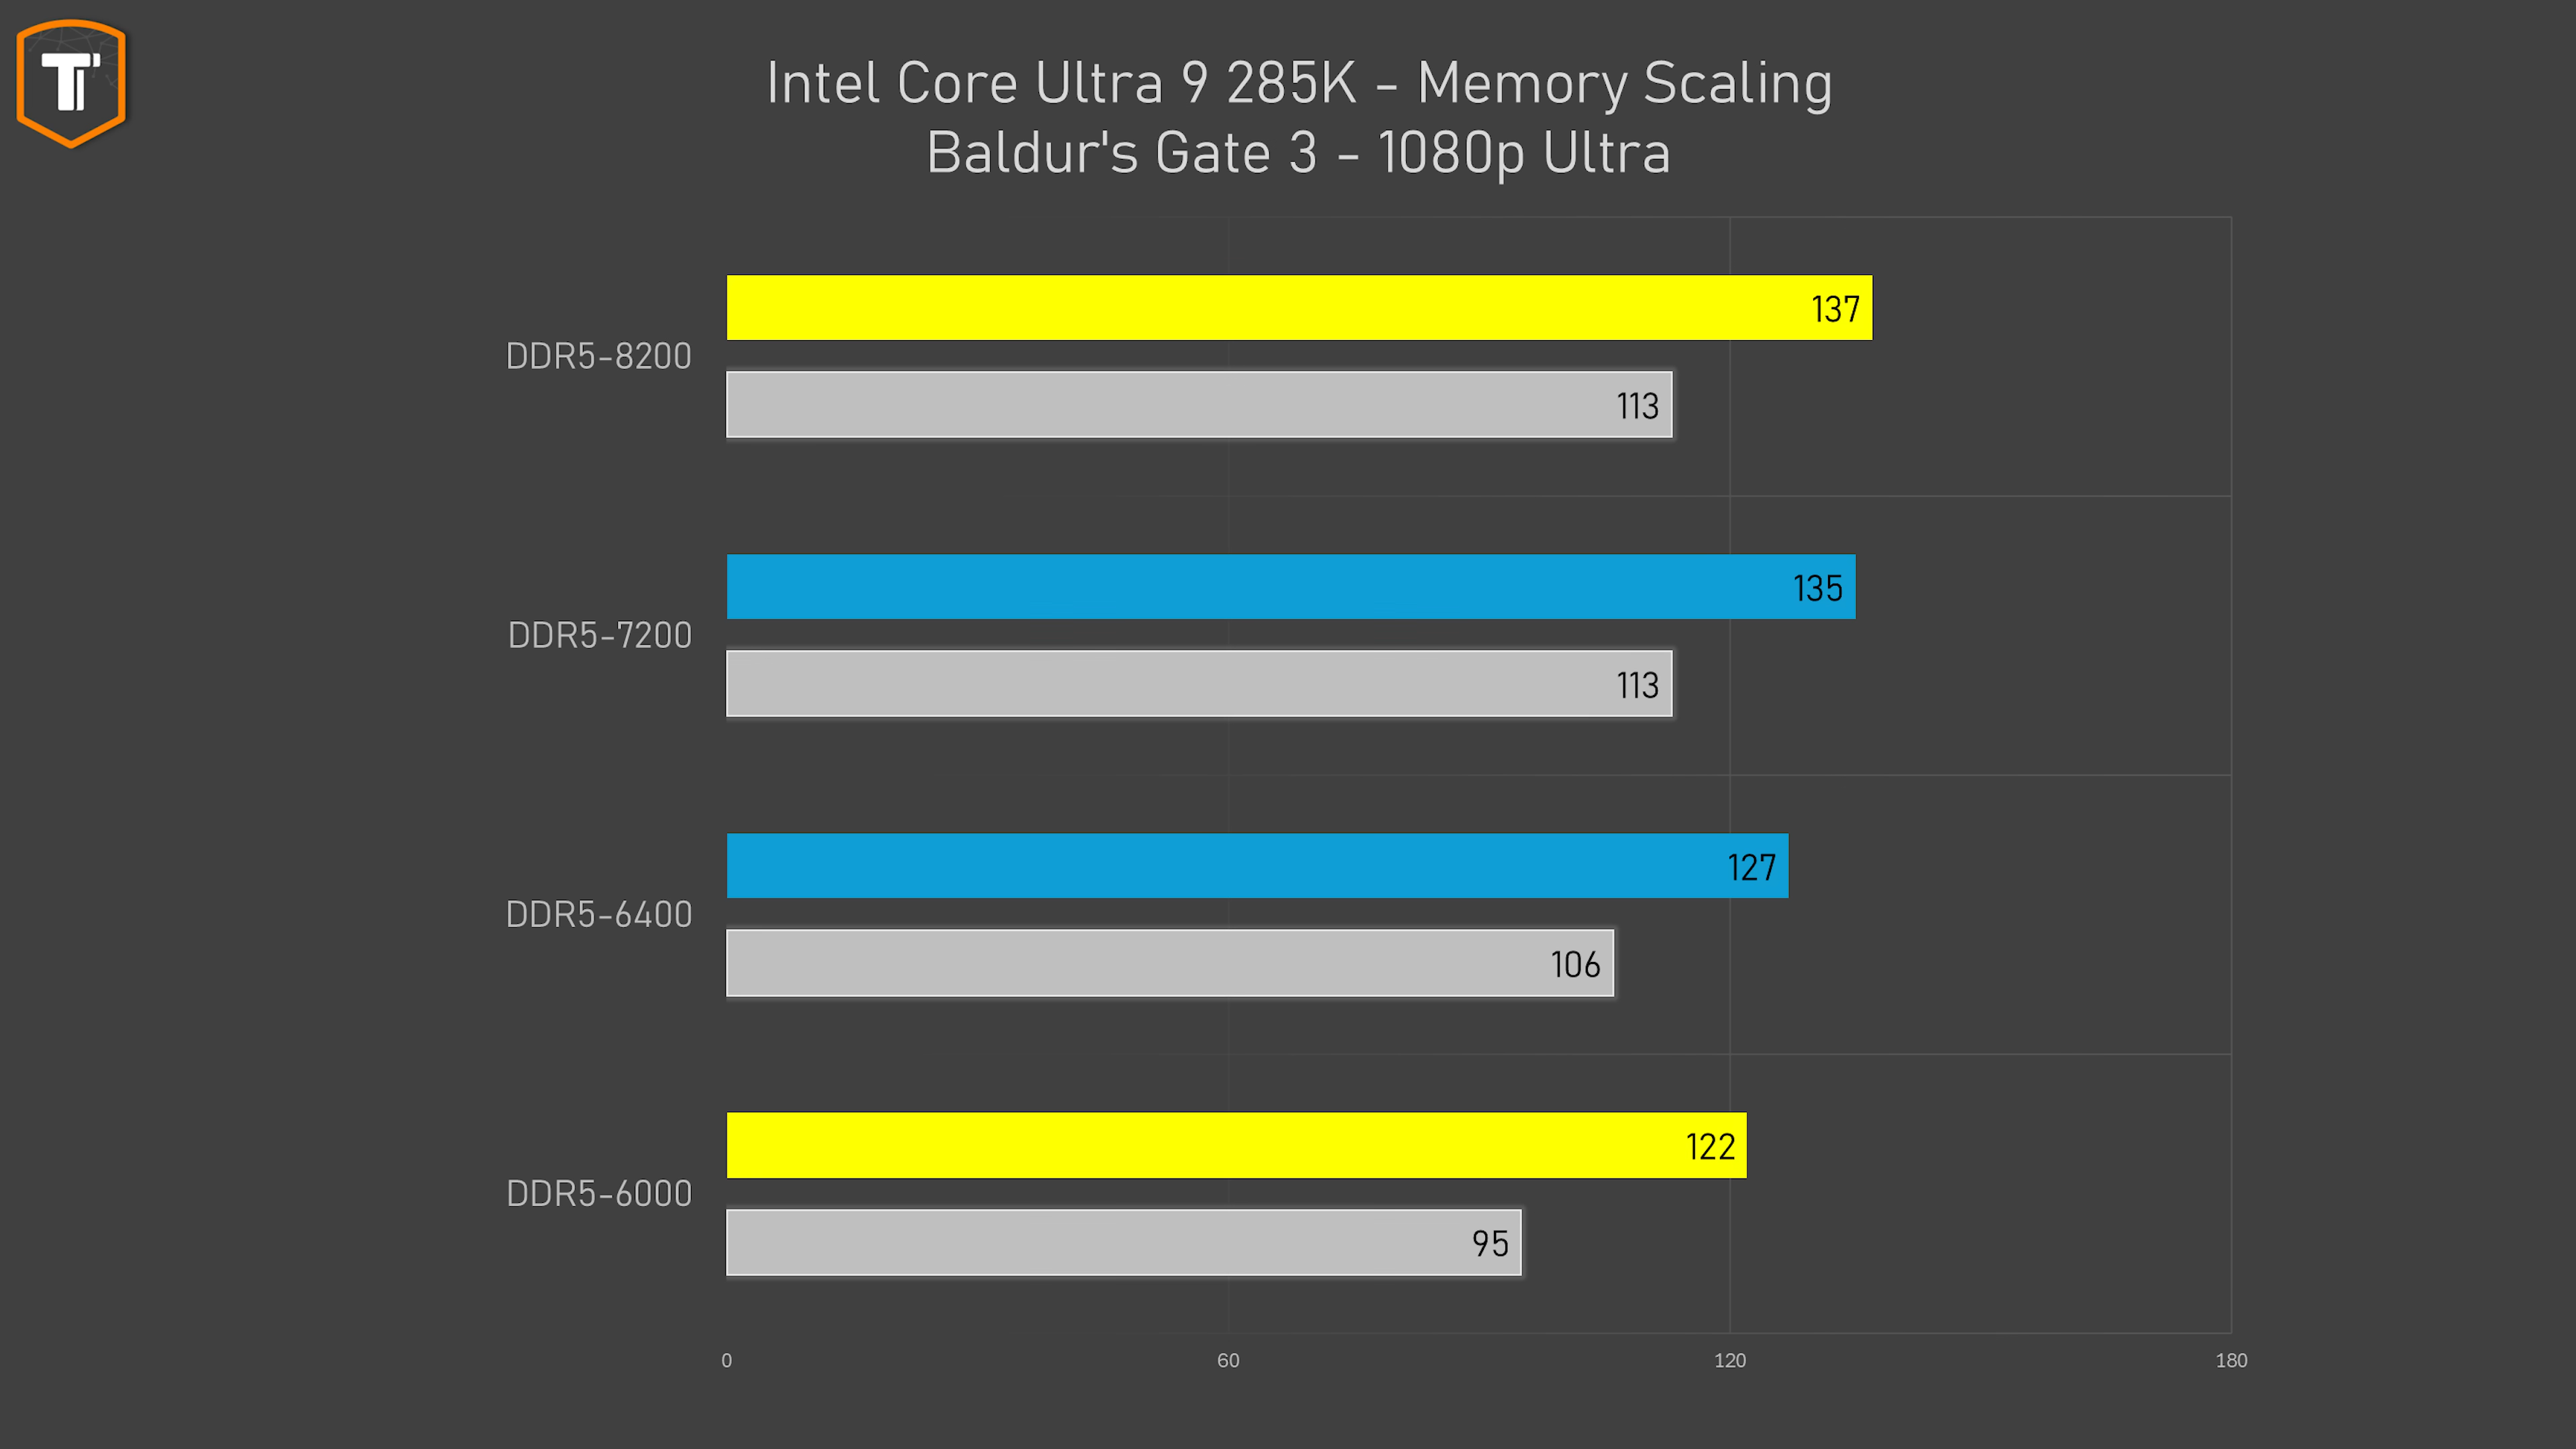 Intel Core Ultra 9 285K - Memory Scaling
Baldur's Gate 3 - 1080p Ultra
DDR5-8200
137
113
DDR5-7200
135
113
DDR5-6400
127
106
DDR5-6000
122
95
0 60 120 180